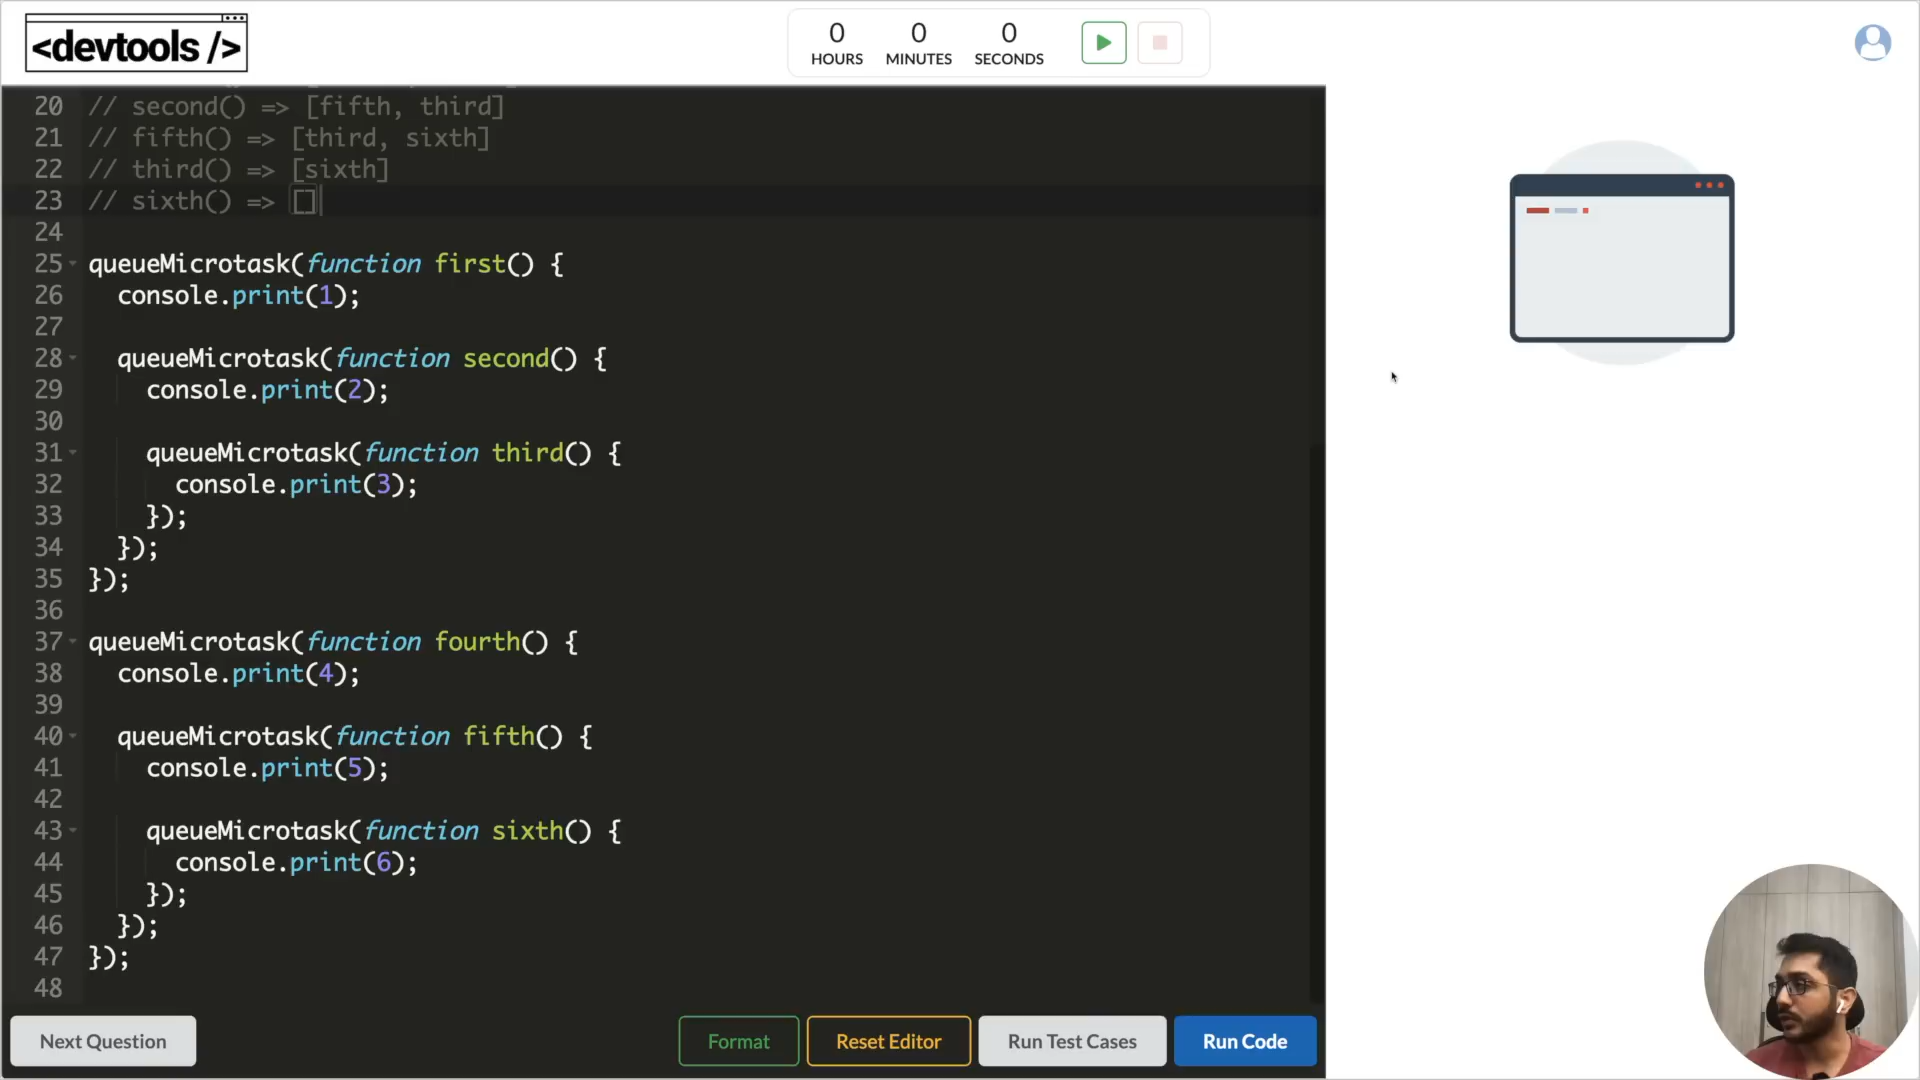 <devtools />
0 0 0
HOURS MINUTES SECONDS
20 // second() => [fifth, third]
21 // fifth() => [third, sixth]
22 // third() => [sixth]
23 // sixth() => []
24
25 queueMicrotask(function first() {
26 console.print(1);
27
28 queueMicrotask(function second() {
29 console.print(2);
30
31 queueMicrotask(function third() {
32 console.print(3);
33 });
34 });
35 });
36
37 queueMicrotask(function fourth() {
38 console.print(4);
39
40 queueMicrotask(function fifth() {
41 console.print(5);
42
43 queueMicrotask(function sixth() {
44 console.print(6);
45 });
46 });
47 });
48
Next Question Format Reset Editor Run Test Cases Run Code